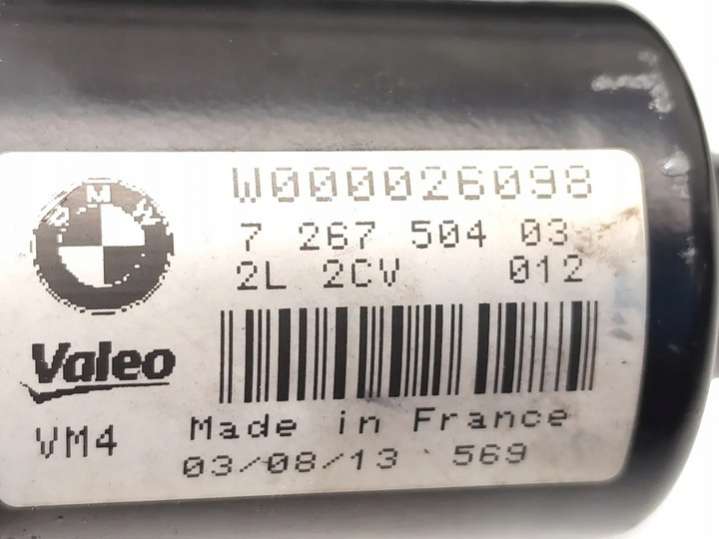 W000026098
BMW
7 267 504 03
2L 2CV 012
Valeo
VM4
Made in France
03/08/13 569